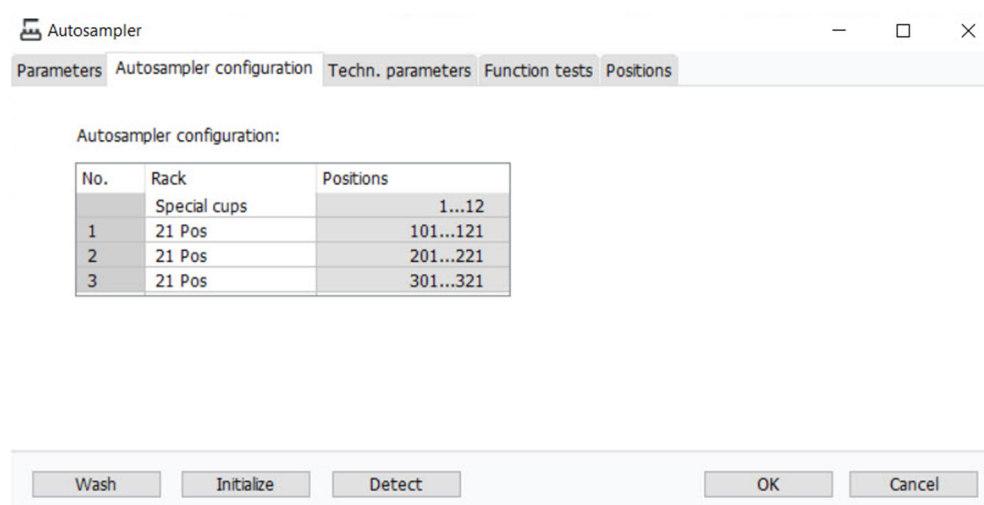 Autosampler
Parameters Autosampler configuration Techn. parameters Function tests Positions
Autosampler configuration:
No. Rack Positions
Special cups 1...12
1 21 Pos 101...121
2 21 Pos 201...221
3 21 Pos 301...321
Wash Initialize Detect OK Cancel